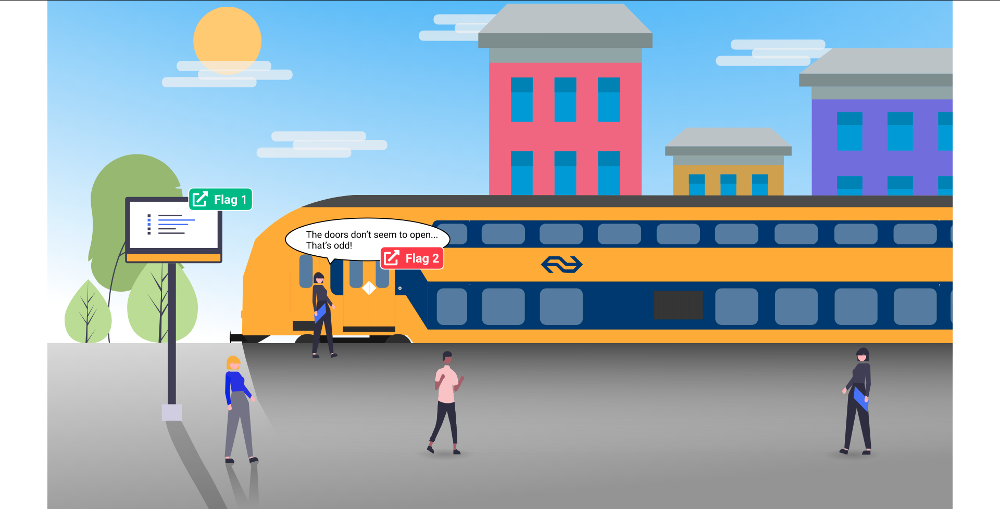 Flag 1
The doors don't seem to open...
That's odd!
Flag 2